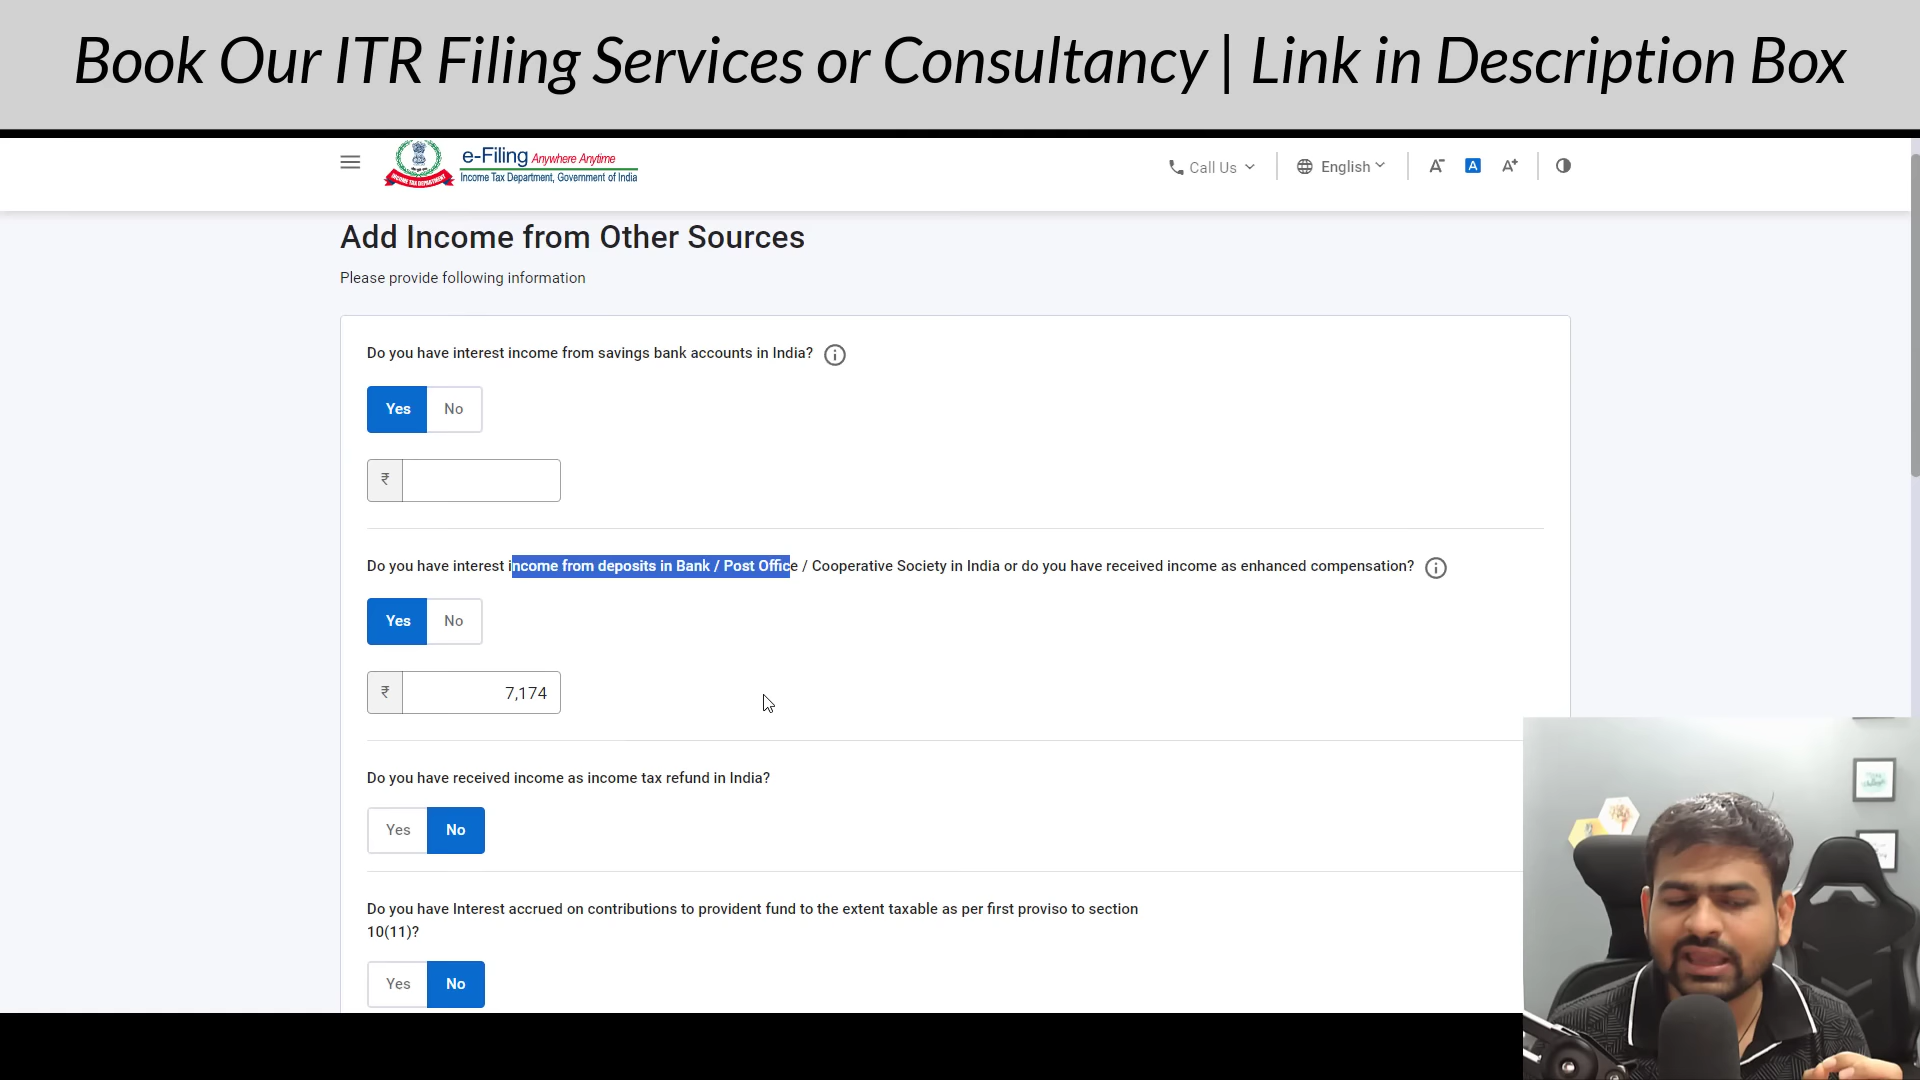 Book Our ITR Filing Services or Consultancy | Link in Description Box
e-Filing Anywhere Anytime
Income Tax Department, Government of India
INCOME TAX DEPARTMENT
Call Us
English
A-
A
A+
Add Income from Other Sources
Please provide following information
Do you have interest income from savings bank accounts in India?
Yes No
₹
Do you have interest income from deposits in Bank / Post Office / Cooperative Society in India or do you have received income as enhanced compensation?
Yes No
₹ 7,174
Do you have received income as income tax refund in India?
Yes No
Do you have Interest accrued on contributions to provident fund to the extent taxable as per first proviso to section
10(11)?
Yes No